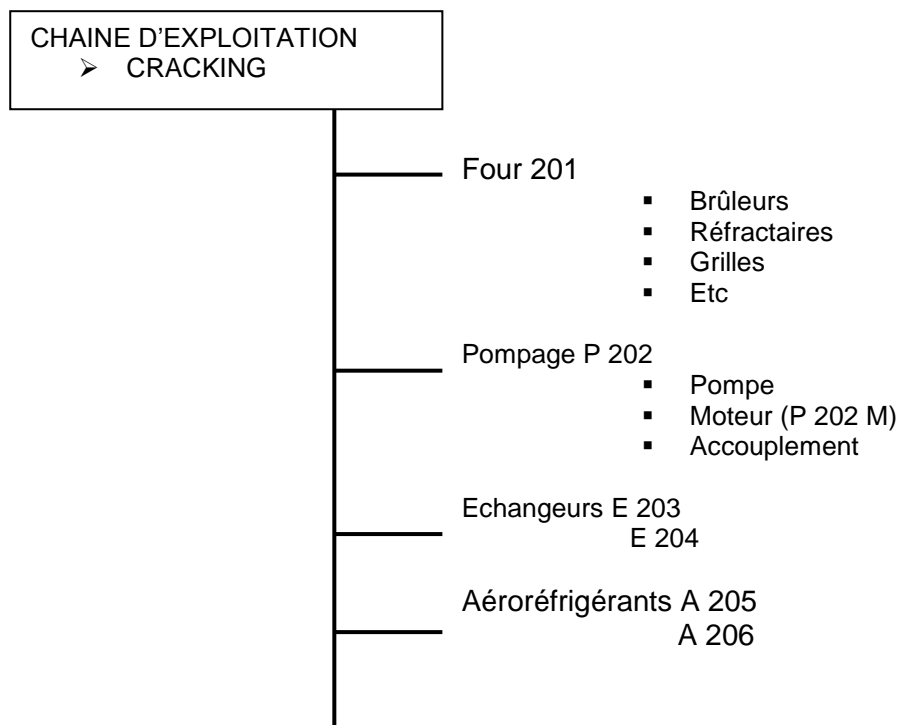 CHAINE D'EXPLOITATION
➢ CRACKING
Four 201
▪ Brûleurs
▪ Réfractaires
▪ Grilles
▪ Etc
Pompage P 202
▪ Pompe
▪ Moteur (P 202 M)
▪ Accouplement
Echangeurs E 203
E 204
Aéroréfrigérants A 205
A 206